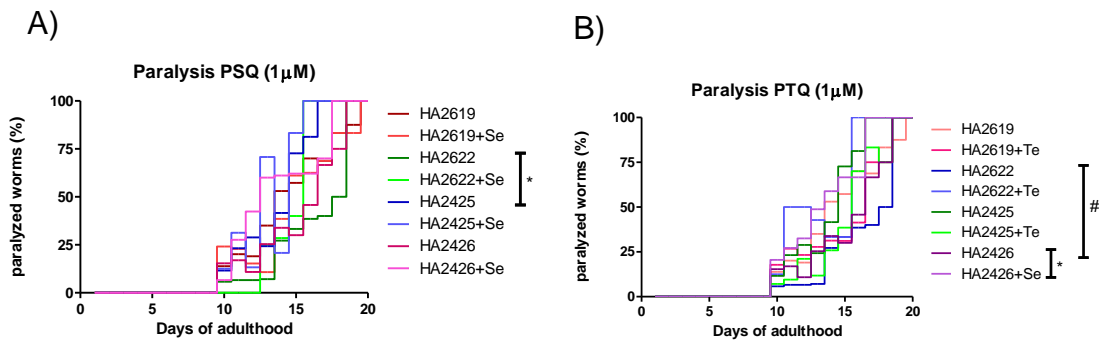 A)
Paralysis PSQ (1μM)
paralyzed worms (%)
100
75
50
25
0
0 5 10 15 20
Days of adulthood
HA2619
HA2619+Se
HA2622
HA2622+Se
HA2425
HA2425+Se
HA2426
HA2426+Se
*
B)
Paralysis PTQ (1μM)
paralyzed worms (%)
100
75
50
25
0
0 5 10 15 20
Days of adulthood
HA2619
HA2619+Te
HA2622
HA2622+Te
HA2425
HA2425+Te
HA2426
HA2426+Se
*
#